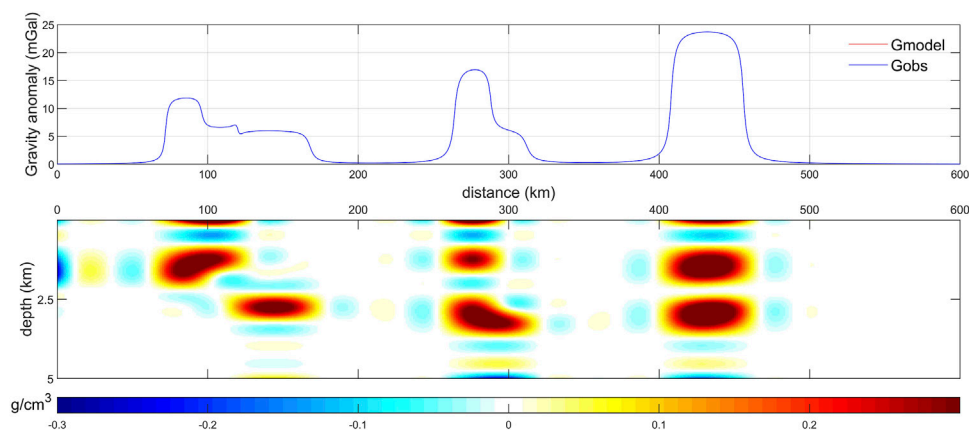 Gravity anomaly (mGal)
25
20
15
10
5
0
Gmodel
Gobs
0 100 200 300 400 500 600
distance (km)
0 100 200 300 400 500 600
depth (km)
2.5
5
g/cm³
-0.3 -0.2 -0.1 0 0.1 0.2